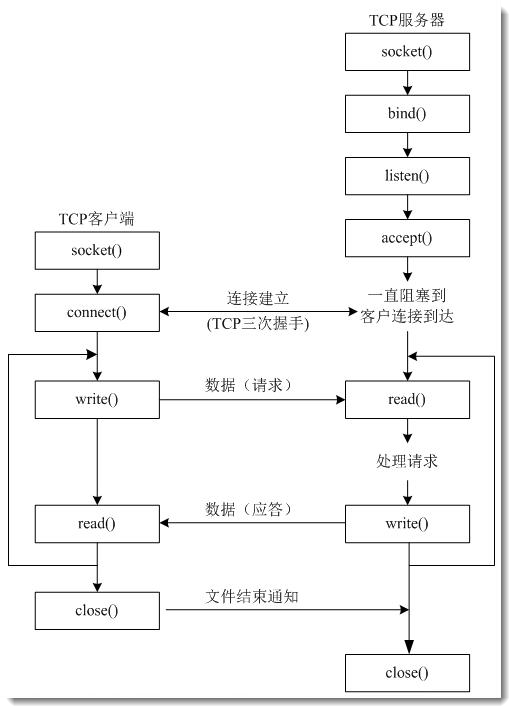 TCP服务器
socket()
bind()
listen()
TCP客户端
accept()
socket()
一直阻塞到
客户连接到达
connect()
连接建立
(TCP三次握手)
write()
数据（请求）
read()
处理请求
read()
数据（应答）
write()
close()
文件结束通知
close()